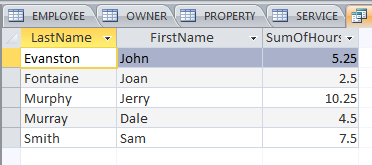 EMPLOYEE OWNER PROPERTY SERVICE
LastName FirstName SumOfHours
Evanston John 5.25
Fontaine Joan 2.5
Murphy Jerry 10.25
Murray Dale 4.5
Smith Sam 7.5